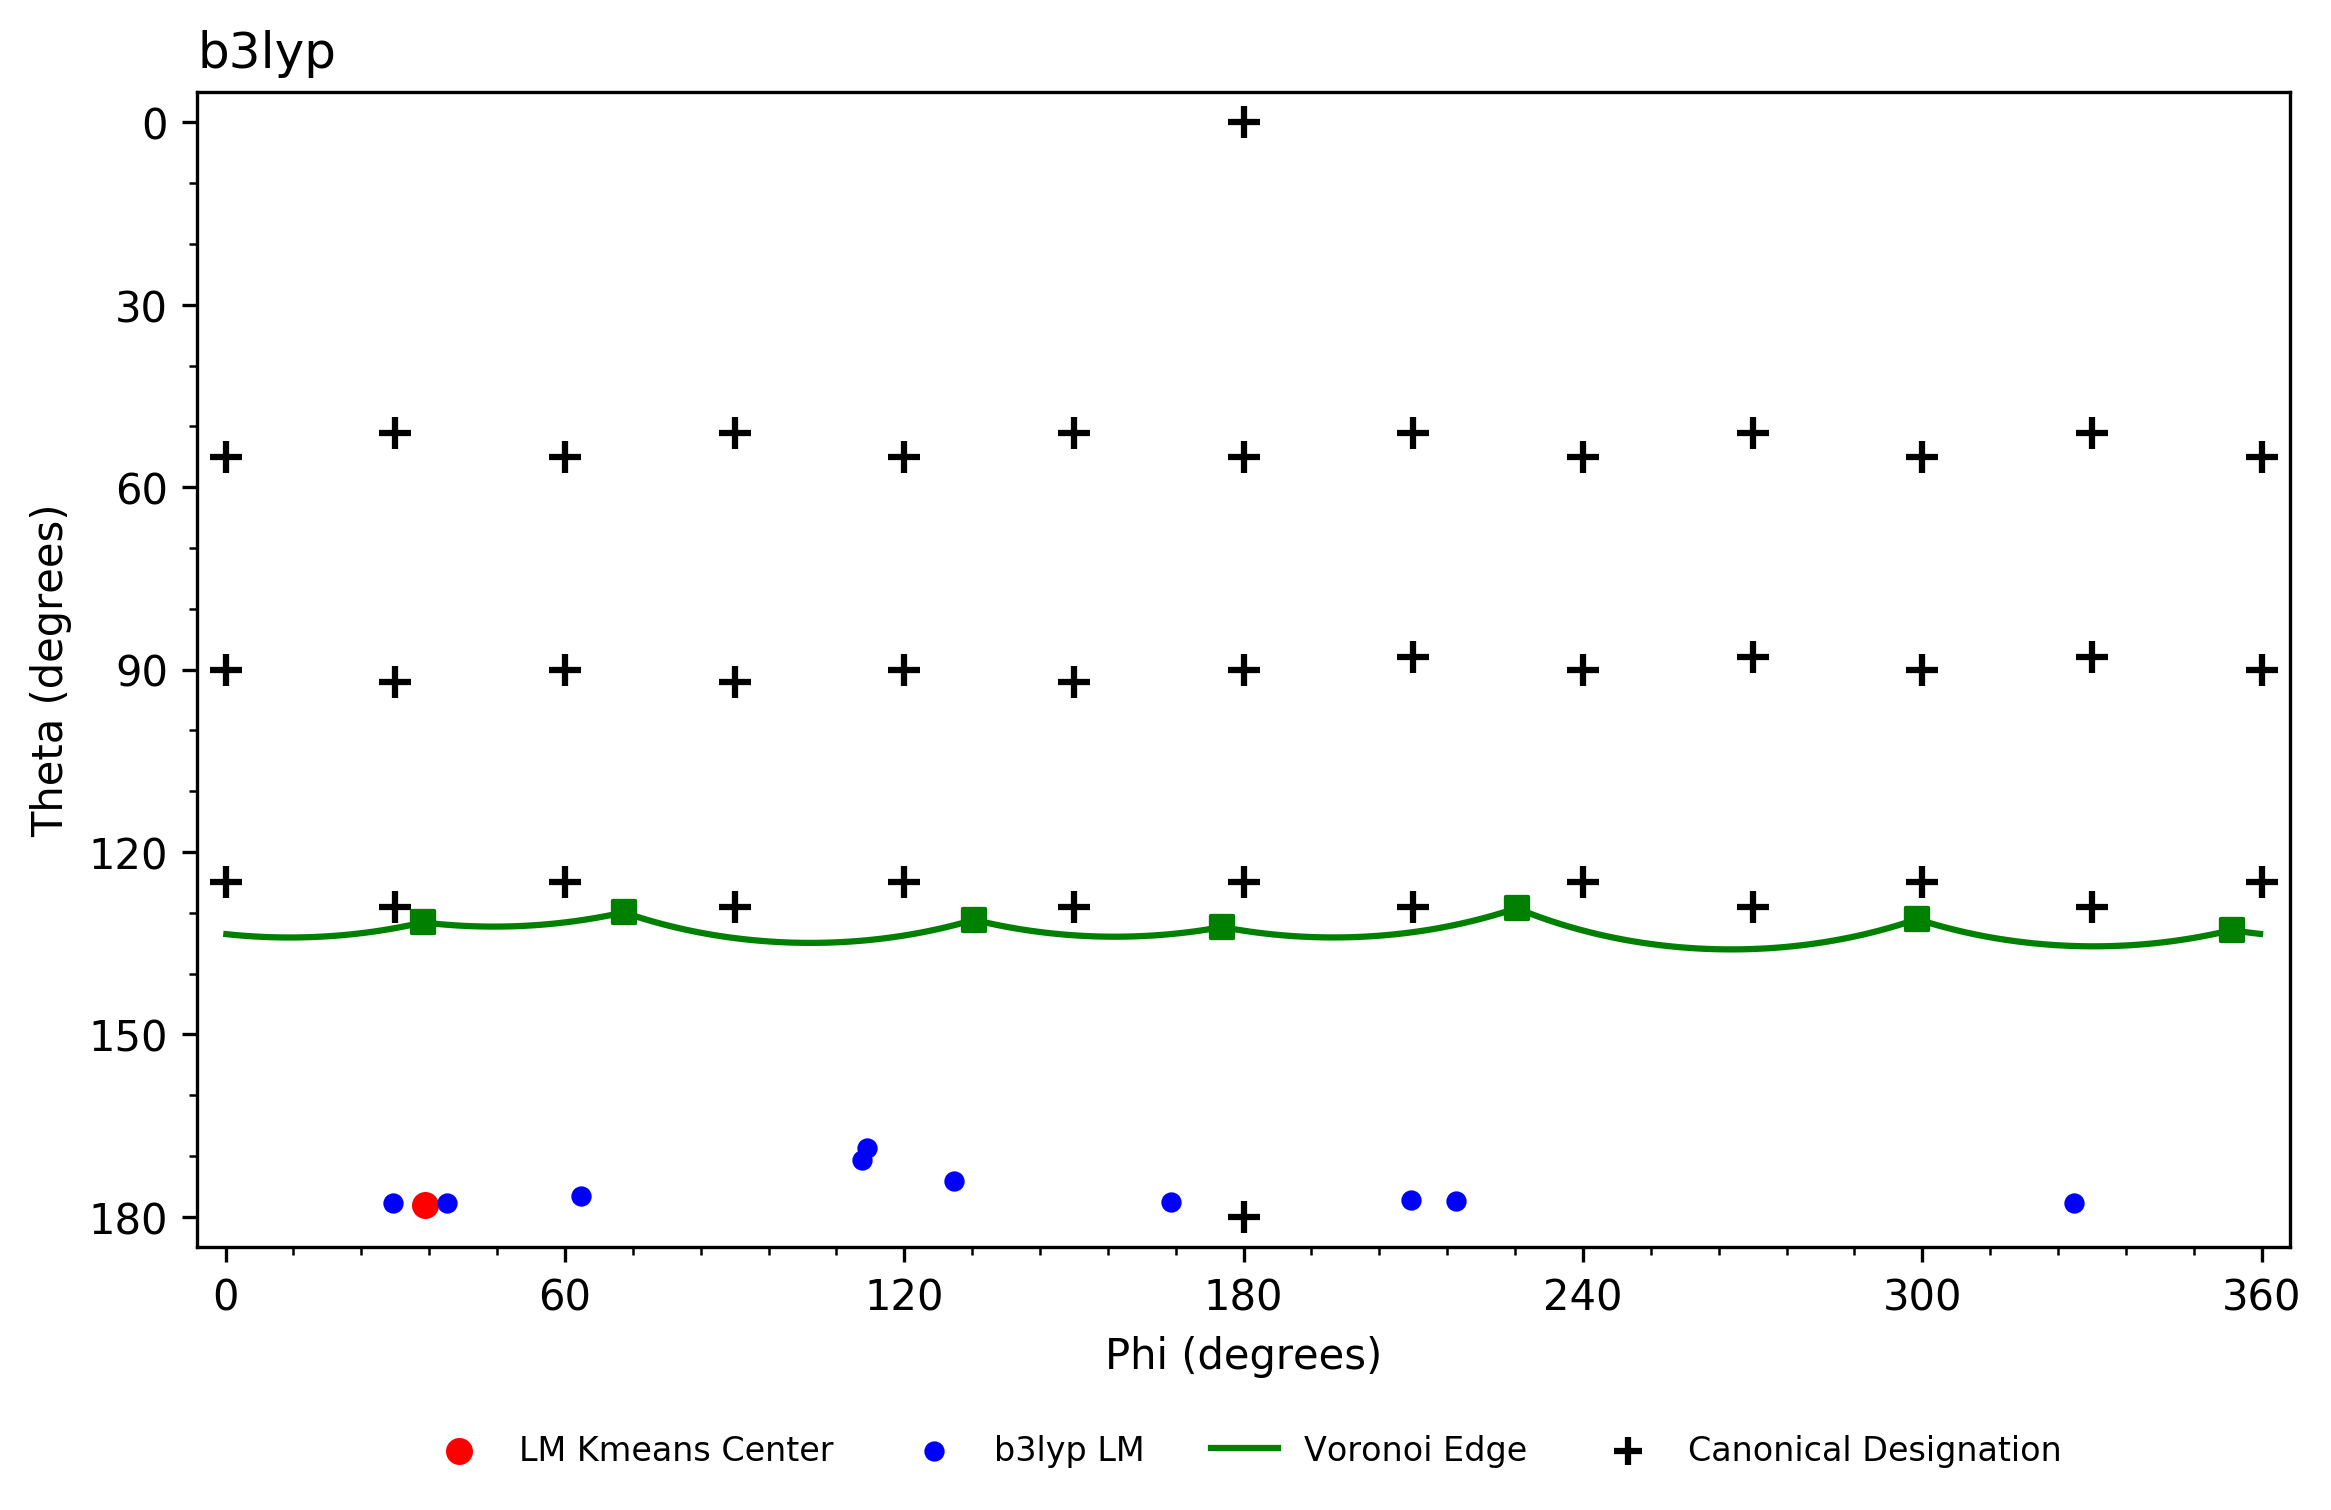 b3lyp
0
30
60
90
120
150
180
Theta (degrees)
0 60 120 180 240 300 360
Phi (degrees)
LM Kmeans Center b3lyp LM Voronoi Edge Canonical Designation